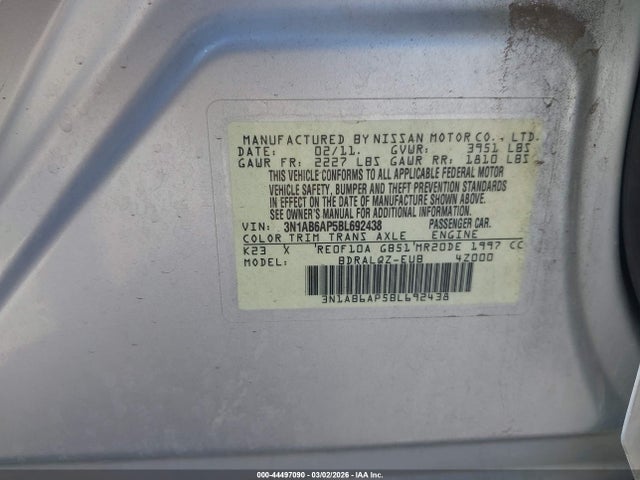 MANUFACTURED BY NISSAN MOTOR CO., LTD.
DATE: 02/11. GVWR: 3951 LBS
GAWR FR: 2227 LBS GAWR RR: 1810 LBS
THIS VEHICLE CONFORMS TO ALL APPLICABLE FEDERAL MOTOR
VEHICLE SAFETY, BUMPER AND THEFT PREVENTION STANDARDS
IN EFFECT ON THE DATE OF MANUFACTURE SHOWN ABOVE.
SEE OWNER'S MANUAL FOR ADDITIONAL INFORMATION.
VIN: 3N1AB6AP5BL692438 PASSENGER CAR.
COLOR TRIM TRANS AXLE ENGINE
K23 X RE0F10A GB51 MR20DE 1997 CC
MODEL: BDRALQZ-EUB 4Z000
3N1AB6AP5BL692438
000-44497090 - 03/02/2026 - IAA Inc.